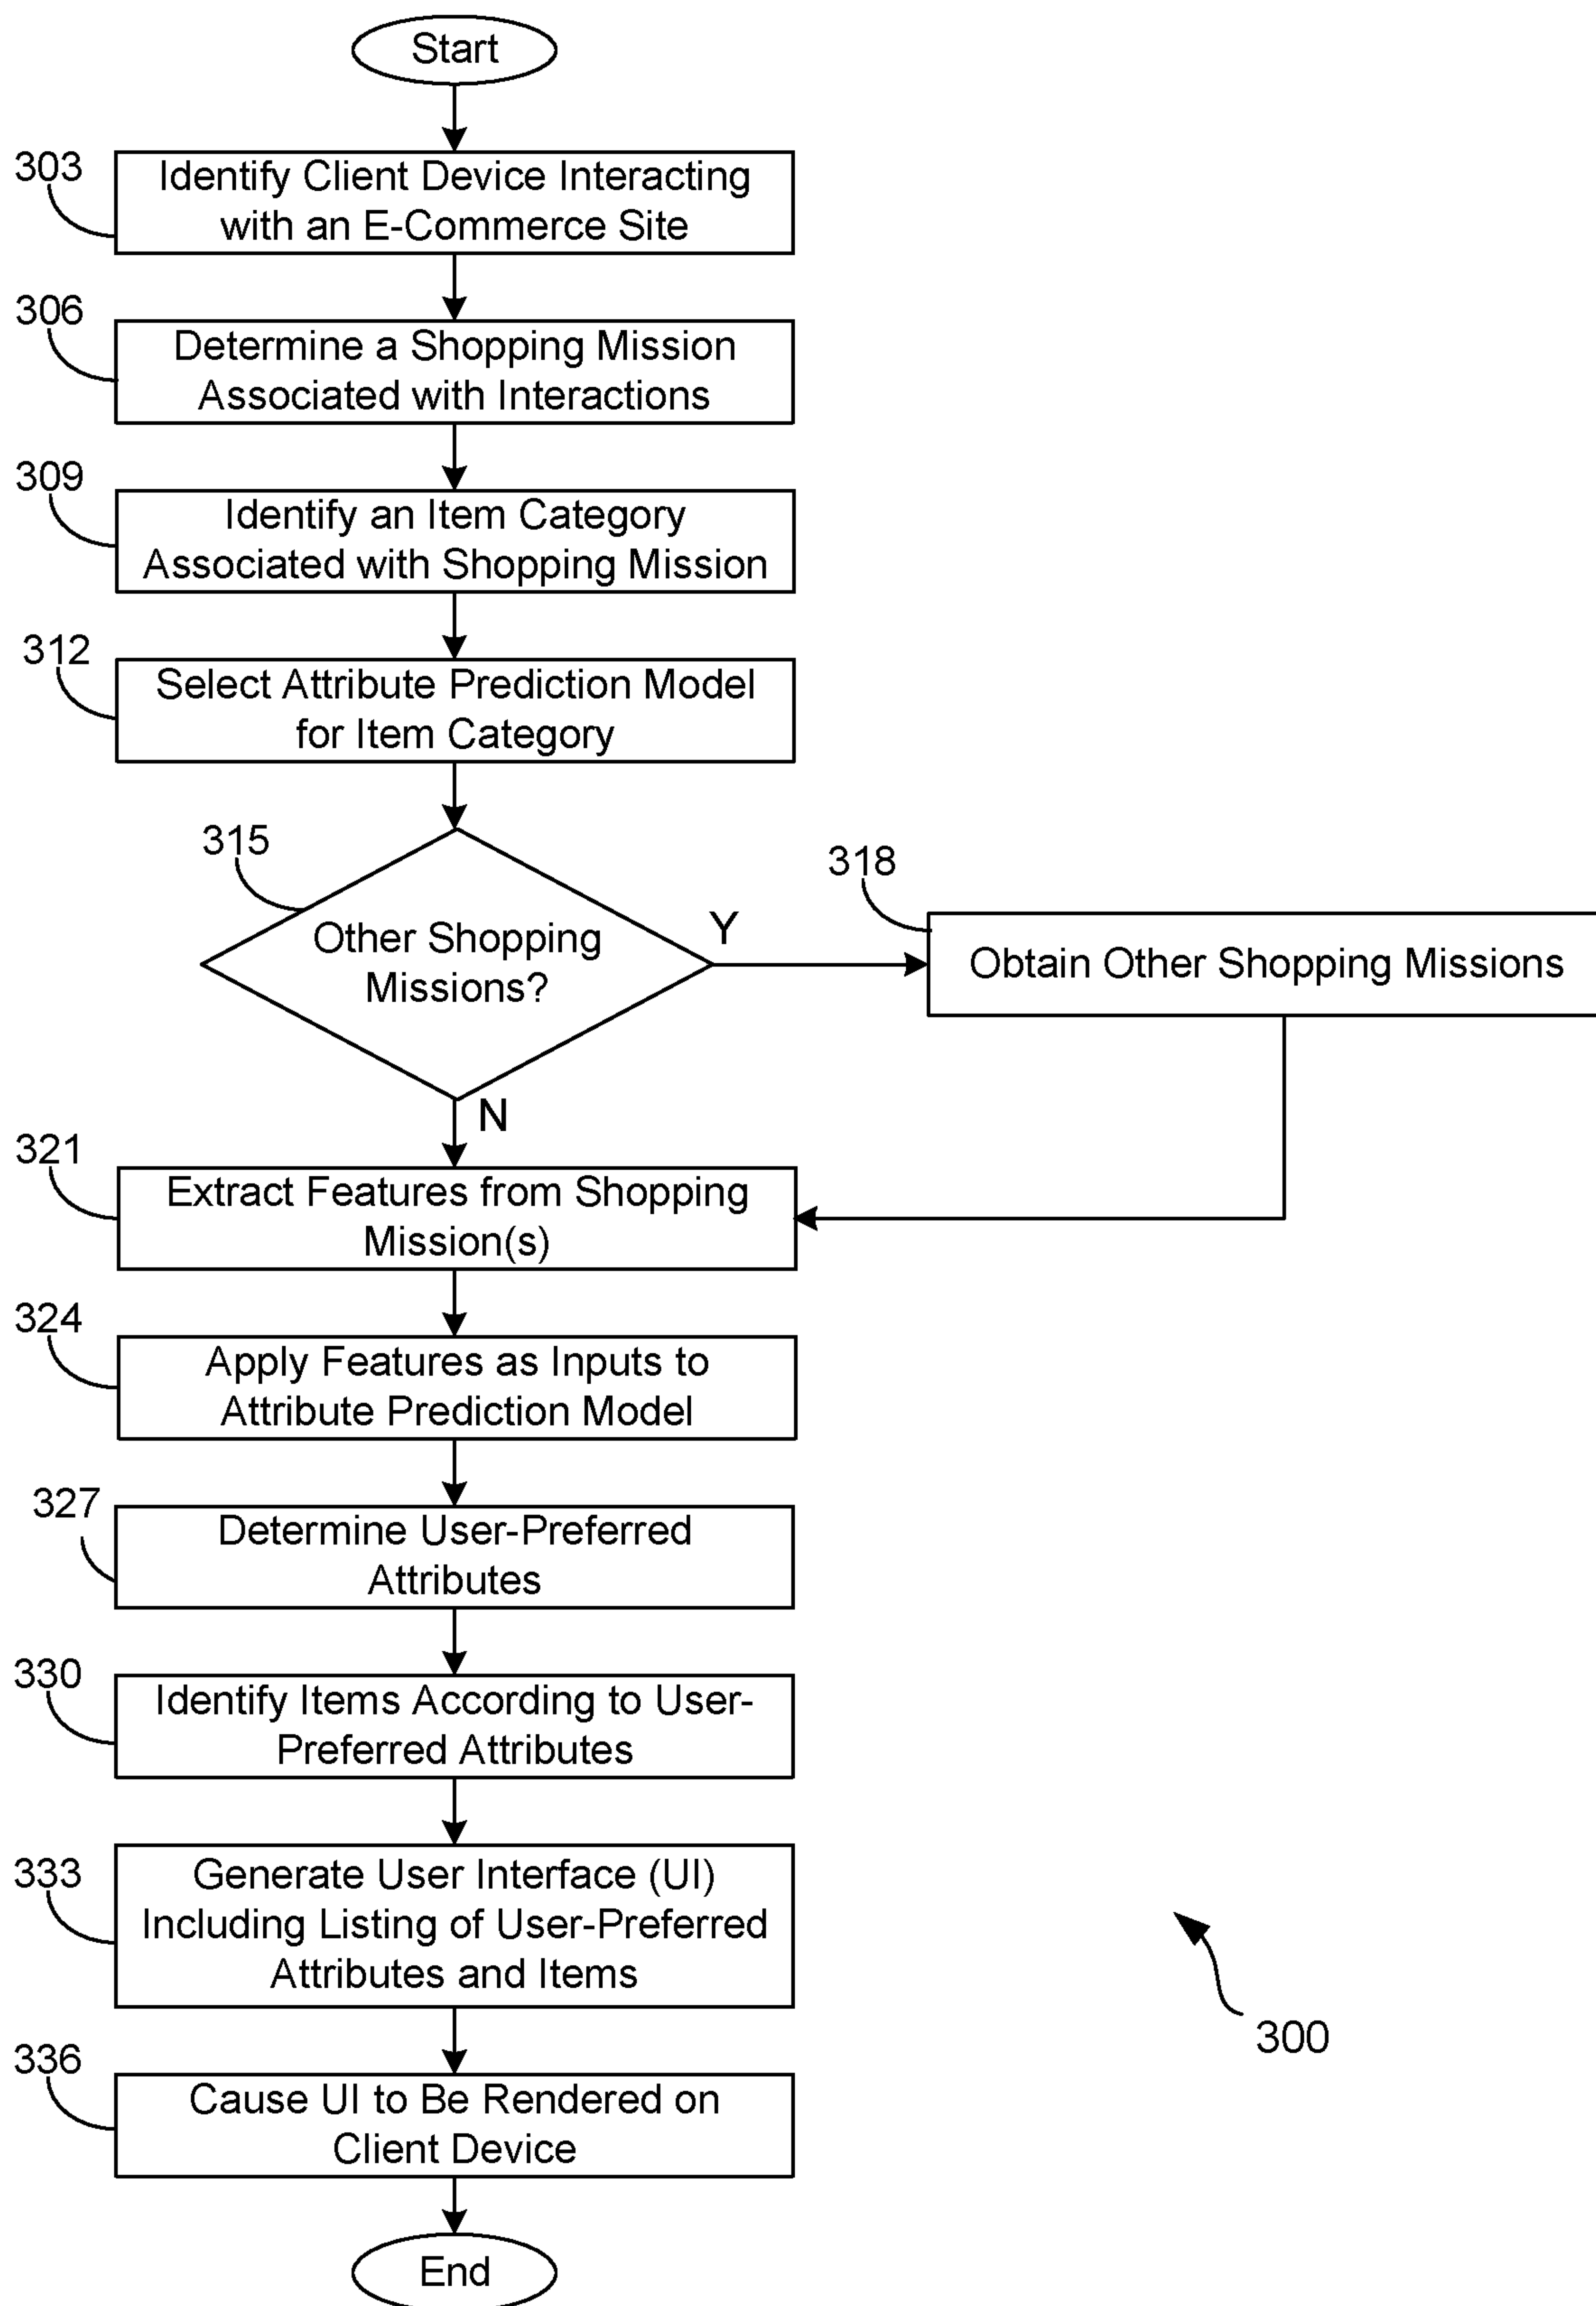 Start
303
Identify Client Device Interacting
with an E-Commerce Site
306
Determine a Shopping Mission
Associated with Interactions
309
Identify an Item Category
Associated with Shopping Mission
312
Select Attribute Prediction Model
for Item Category
315
Other Shopping
Missions?
Y
318
Obtain Other Shopping Missions
N
321
Extract Features from Shopping
Mission(s)
324
Apply Features as Inputs to
Attribute Prediction Model
327
Determine User-Preferred
Attributes
330
Identify Items According to User-
Preferred Attributes
333
Generate User Interface (UI)
Including Listing of User-Preferred
Attributes and Items
300
336
Cause UI to Be Rendered on
Client Device
End